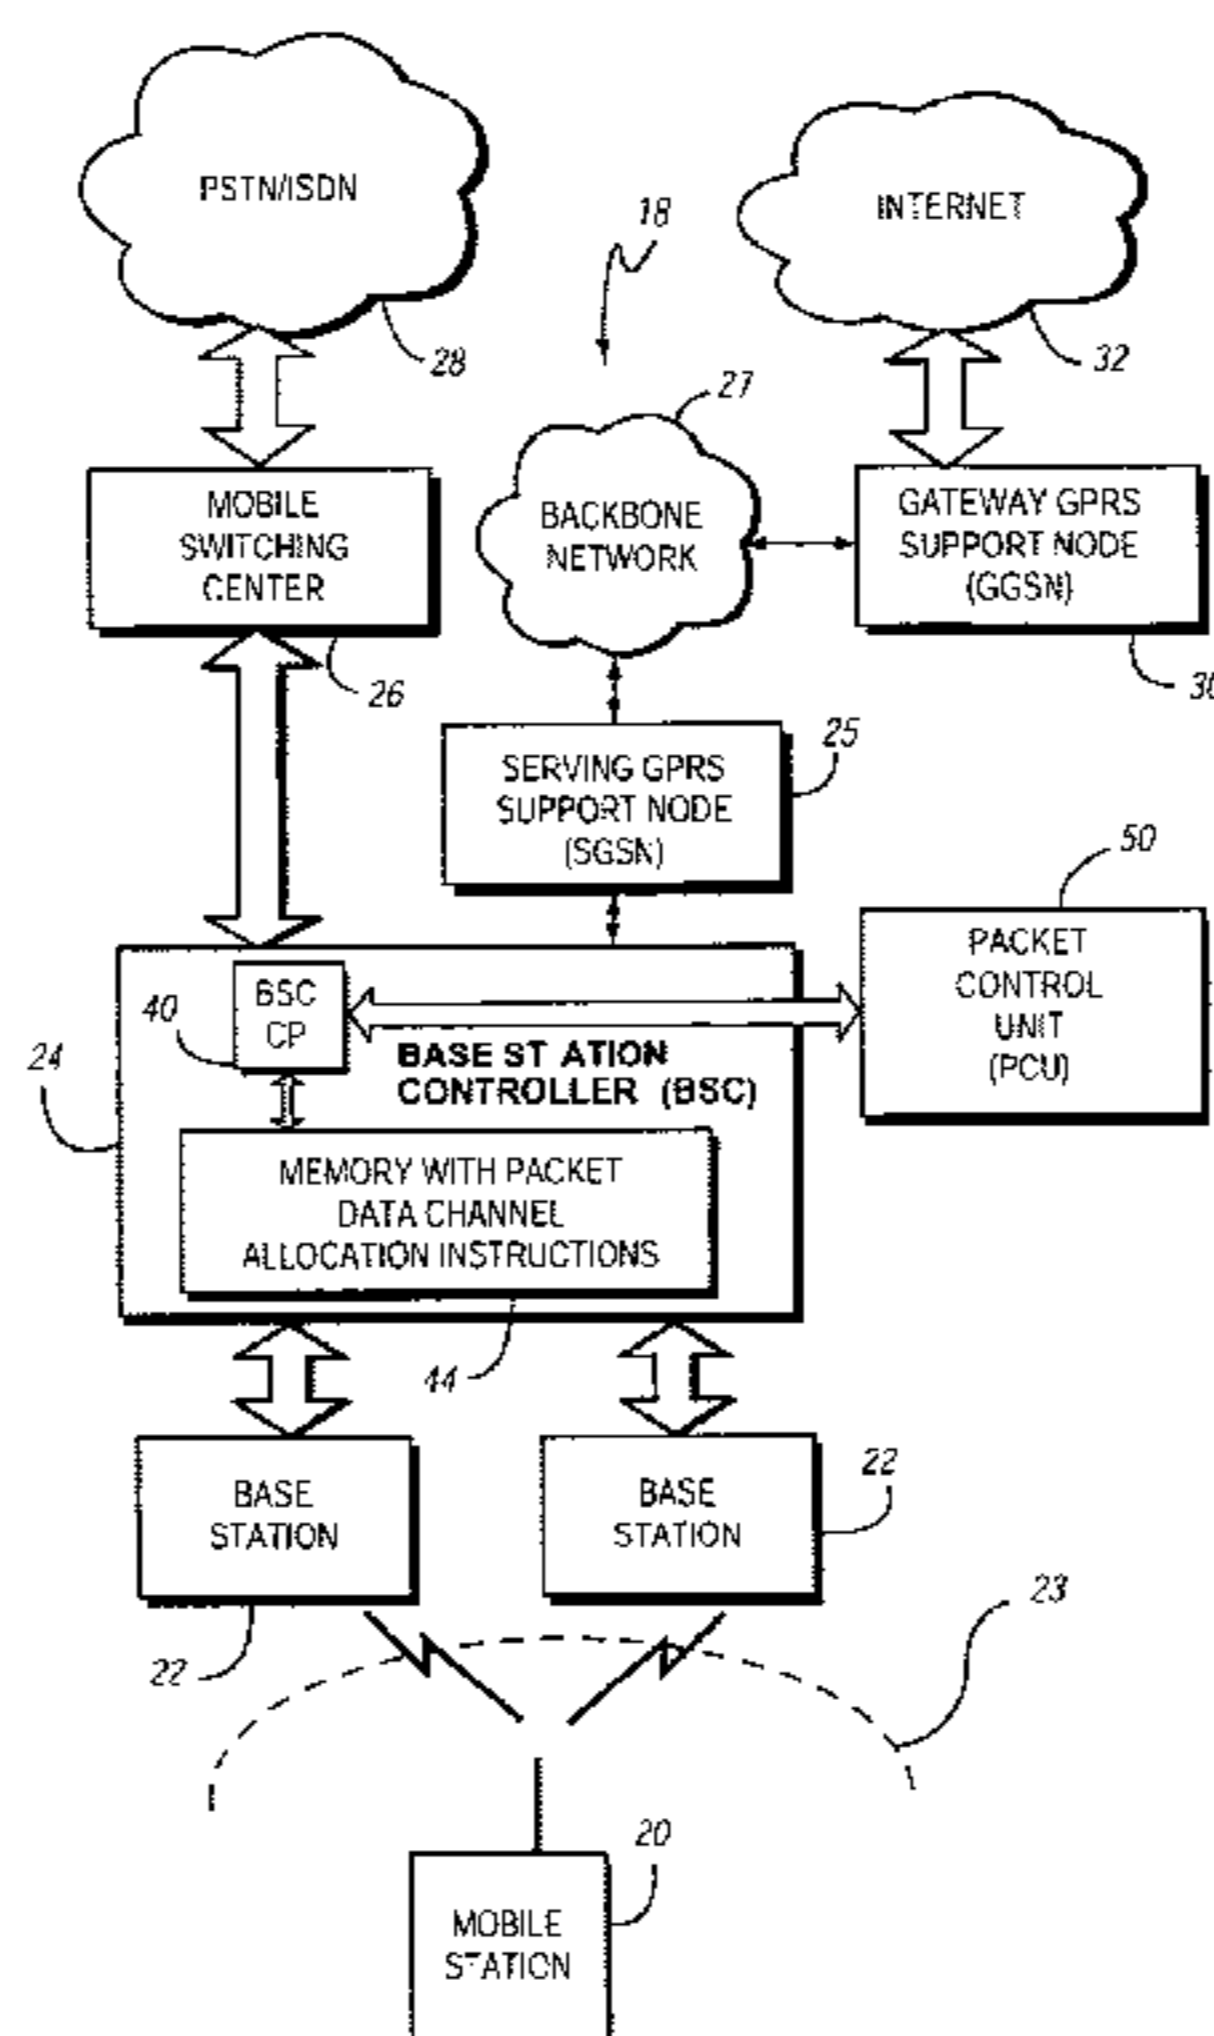 PSTN/ISDN
INTERNET
18
28
32
27
MOBILE
SWITCHING
CENTER
BACKBONE
NETWORK
GATEWAY GPRS
SUPPORT NODE
(GGSN)
26
25
SERVING GPRS
SUPPORT NODE
(SGSN)
50
PACKET
CONTROL
UNIT
(PCU)
BSC
CP
40
24
BASE ST ATION
CONTROLLER (BSC)
MEMORY WITH PACKET
DATA CHANNEL
ALLOCATION INSTRUCTIONS
44
BASE
STATION
BASE
STATION
22
22
23
20
MOBILE
STATION